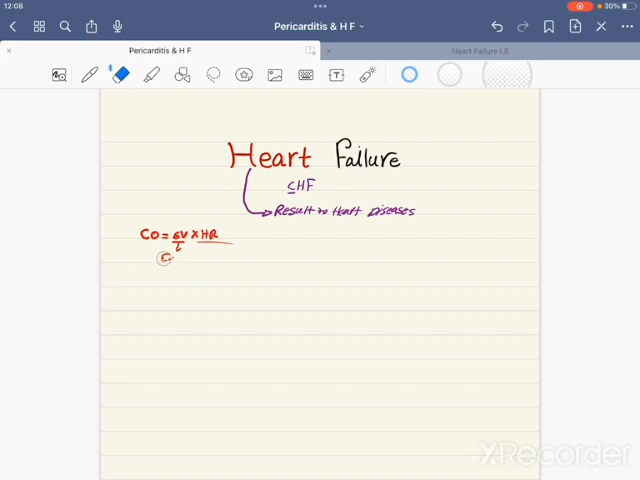 12:08
30%
Pericarditis & H F
Pericarditis & H F
Heart Failure L8
Heart Failure
CHF
Result to Heart Diseases
CO = SV × HR
XRecorder